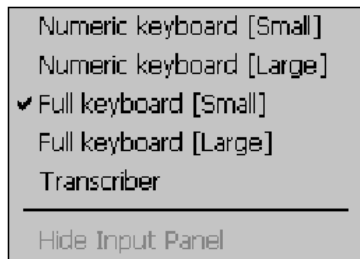 Numeric keyboard [Small]
Numeric keyboard [Large]
Full keyboard [Small]
Full keyboard [Large]
Transcriber
Hide Input Panel